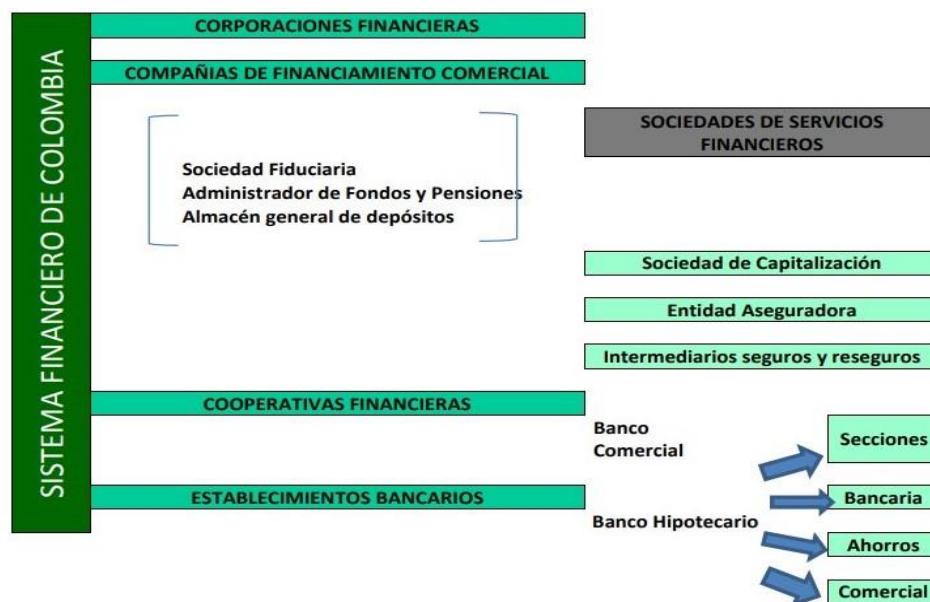 SISTEMA FINANCIERO DE COLOMBIA
CORPORACIONES FINANCIERAS
COMPAÑIAS DE FINANCIAMIENTO COMERCIAL
SOCIEDADES DE SERVICIOS
FINANCIEROS
Sociedad Fiduciaria
Administrador de Fondos y Pensiones
Almacén general de depósitos
Sociedad de Capitalización
Entidad Aseguradora
Intermediarios seguros y reseguros
COOPERATIVAS FINANCIERAS
Banco
Comercial
Secciones
ESTABLECIMIENTOS BANCARIOS
Bancaria
Banco Hipotecario
Ahorros
Comercial